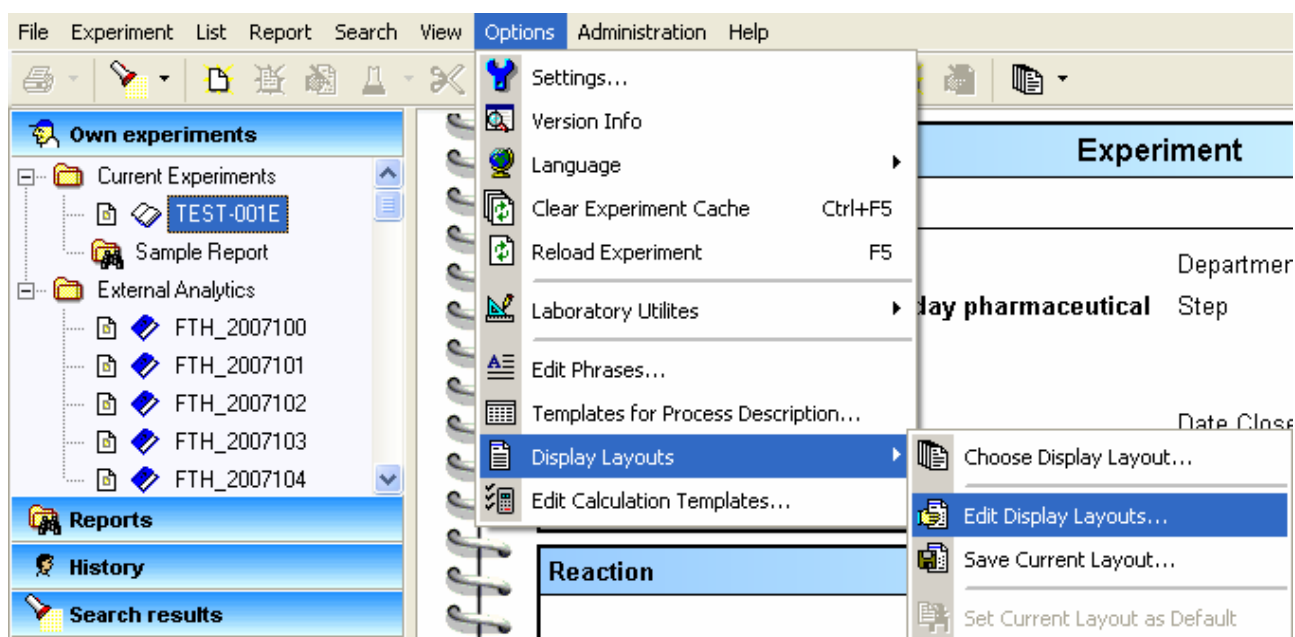 File Experiment List Report Search View Options Administration Help
Own experiments
Current Experiments
TEST-001E
Sample Report
External Analytics
FTH_2007100
FTH_2007101
FTH_2007102
FTH_2007103
FTH_2007104
Reports
History
Search results
Settings...
Version Info
Language
Clear Experiment Cache Ctrl+F5
Reload Experiment F5
Laboratory Utilites
Edit Phrases...
Templates for Process Description...
Display Layouts
Edit Calculation Templates...
Choose Display Layout...
Edit Display Layouts...
Save Current Layout...
Set Current Layout as Default
Experiment
Departmen
day pharmaceutical Step
Date Close
Reaction